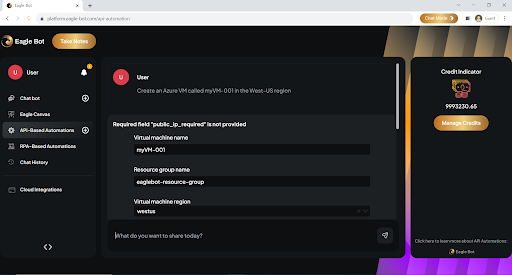 Eagle Bot
platform.eagle-bot.com/api-automation
Chat Mode
Guest
Eagle Bot
Take Notes
U
User
Chat bot
Eagle Canvas
API-Based Automations
RPA-Based Automations
Chat History
Cloud Integrations
U
User
Create an Azure VM called myVM-001 in the West-US region
Required field "public_ip_required" is not provided
Virtual machine name
myVM-001
Resource group name
eaglebot-resource-group
Virtual machine region
westus
What do you want to share today?
Credit Indicator
9993230.65
Manage Credits
Click here to learn more about API Automations
Eagle Bot